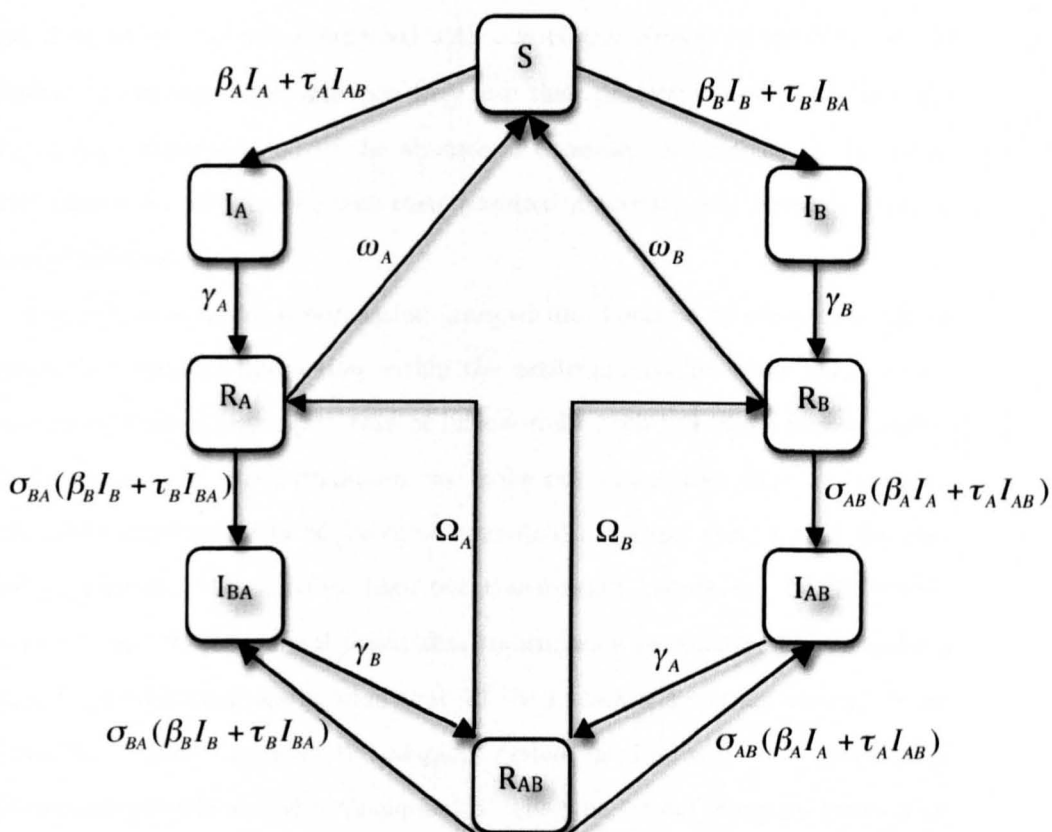 S
β_A I_A + τ_A I_AB
β_B I_B + τ_B I_BA
I_A
I_B
ω_A
ω_B
γ_A
γ_B
R_A
R_B
σ_BA(β_B I_B + τ_B I_BA)
σ_AB(β_A I_A + τ_A I_AB)
Ω_A
Ω_B
I_BA
I_AB
γ_B
γ_A
σ_BA(β_B I_B + τ_B I_BA)
σ_AB(β_A I_A + τ_A I_AB)
R_AB